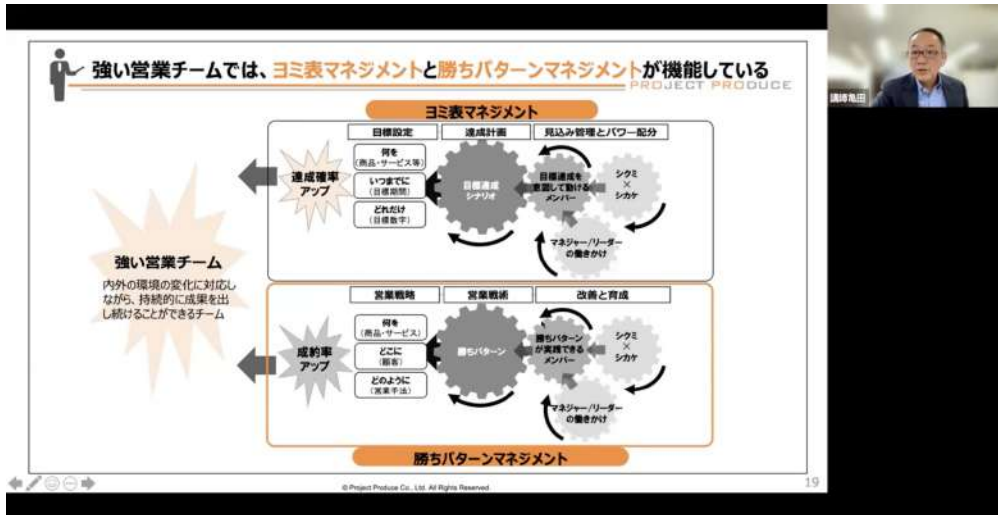 強い営業チームでは、ヨミ表マネジメントと勝ちパターンマネジメントが機能している
PROJECT PRODUCE
講師亀田
ヨミ表マネジメント
目標設定
達成計画
見込み管理とパワー配分
達成確率
アップ
何を
(商品・サービス等)
いつまでに
(目標期間)
どれだけ
(目標数字)
目標達成
シナリオ
目標達成を
意識して動ける
メンバー
シクミ
×
シカケ
マネジャー/リーダー
の働きかけ
強い営業チーム
内外の環境の変化に対応し
ながら、持続的に成果を出
し続けることができるチーム
営業戦略
営業戦術
改善と育成
成約率
アップ
何を
(商品・サービス)
どこに
(顧客)
どのように
(営業手法)
勝ちパターン
勝ちパターン
が実践できる
メンバー
シクミ
×
シカケ
マネジャー/リーダー
の働きかけ
勝ちパターンマネジメント
© Project Produce Co., Ltd. All Rights Reserved.
19